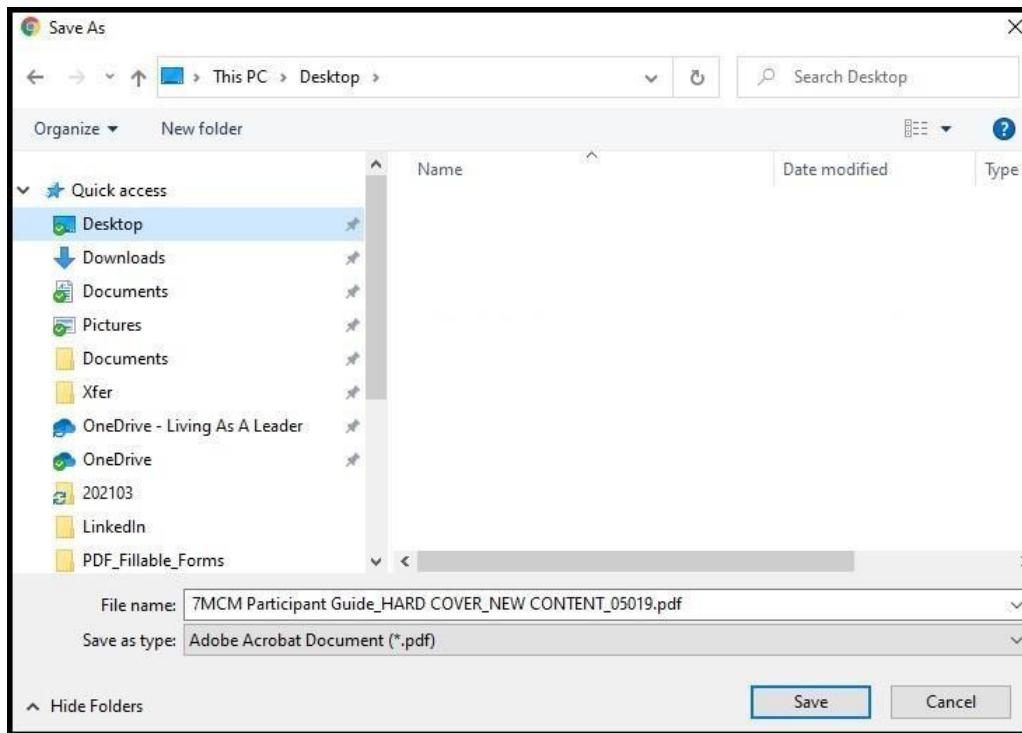 Save As
This PC > Desktop >
Search Desktop
Organize
New folder
?
Name
Date modified
Type
Quick access
Desktop
Downloads
Documents
Pictures
Documents
Xfer
OneDrive - Living As A Leader
OneDrive
202103
LinkedIn
PDF_Fillable_Forms
File name: 7MCM Participant Guide_HARD COVER_NEW CONTENT_05019.pdf
Save as type: Adobe Acrobat Document (*.pdf)
Hide Folders
Save
Cancel